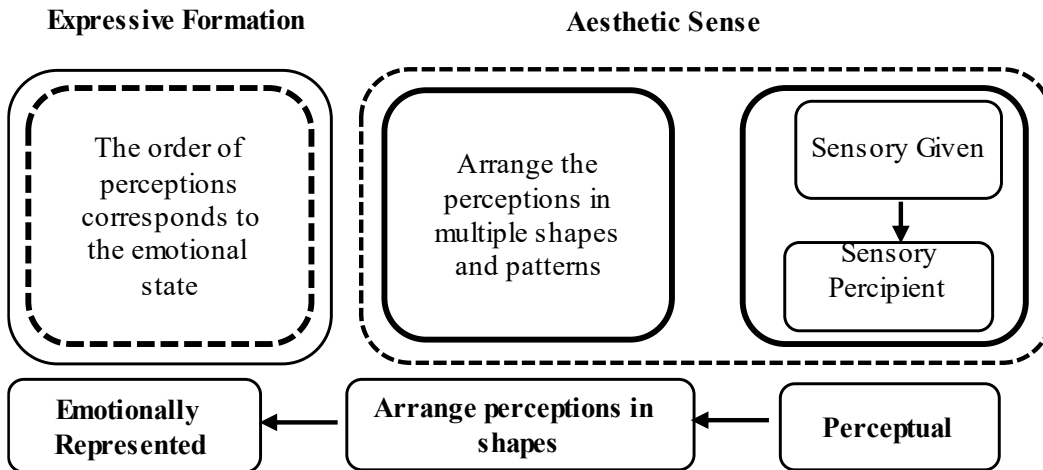 Expressive Formation
Aesthetic Sense
The order of
perceptions
corresponds to
the emotional
state
Arrange the
perceptions in
multiple shapes
and patterns
Sensory Given
Sensory
Percipient
Emotionally
Represented
Arrange perceptions in
shapes
Perceptual